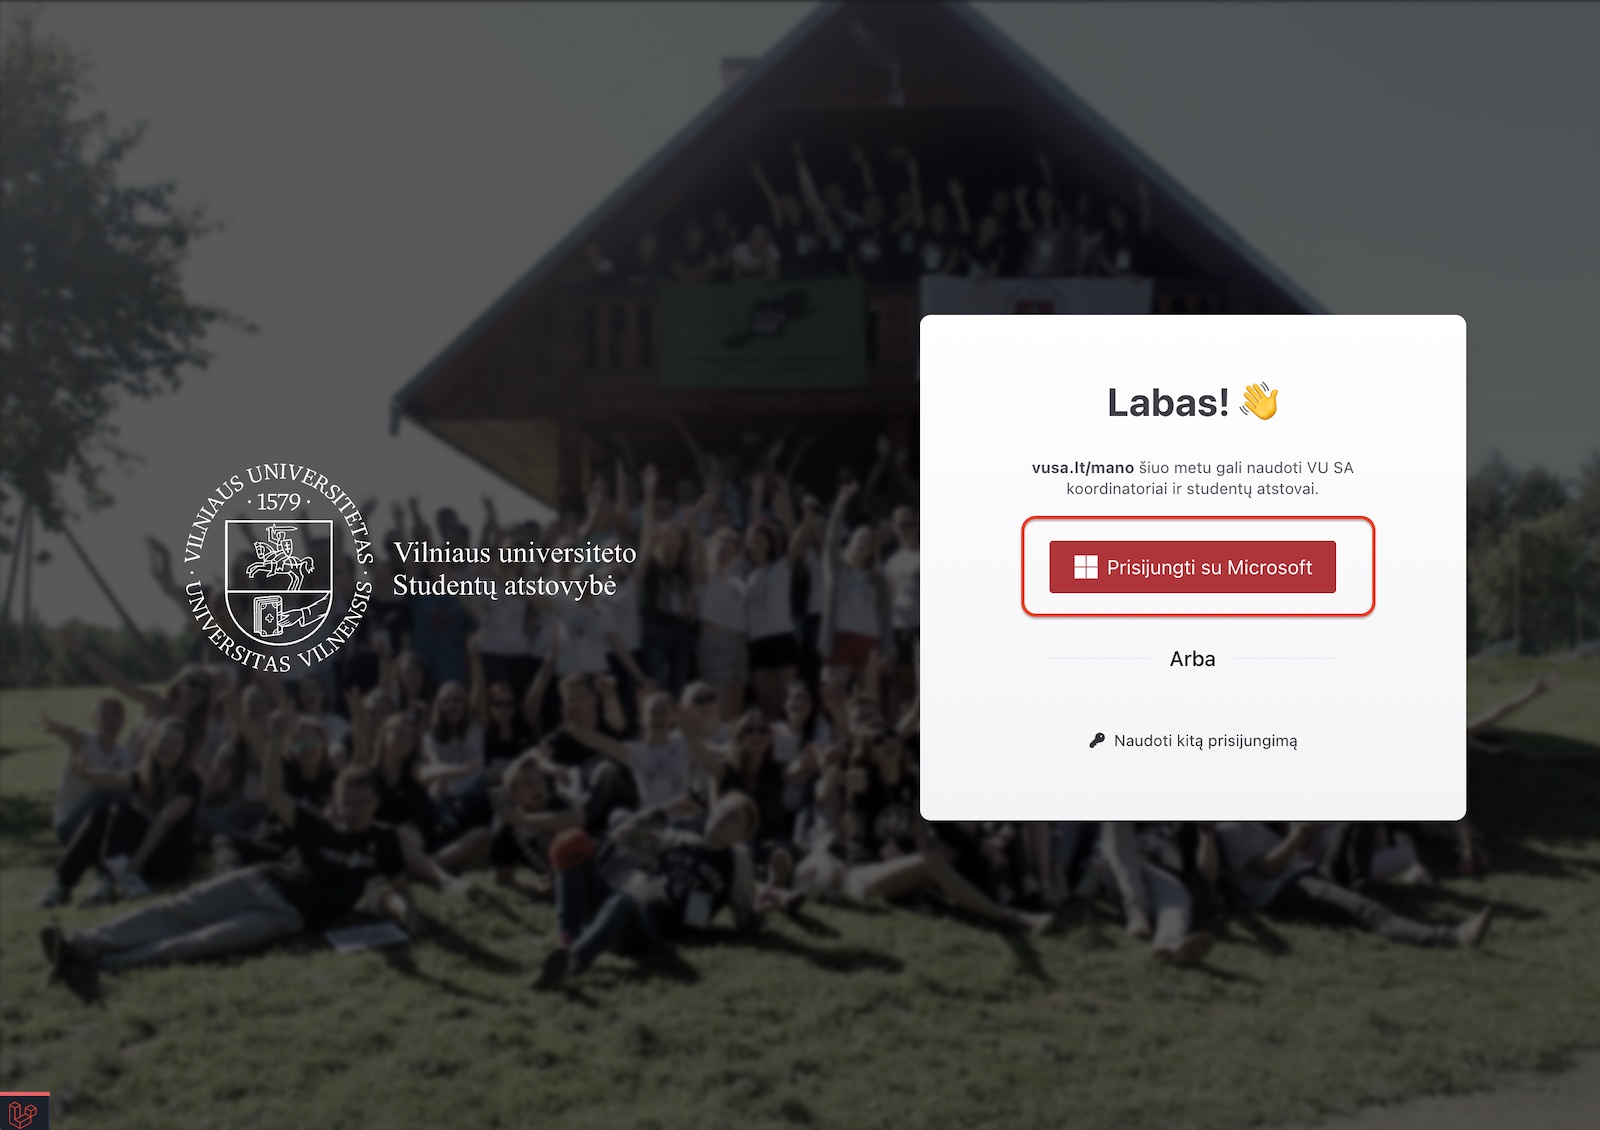 · VILNIAUS UNIVERSITETAS · UNIVERSITAS VILNENSIS
· 1579 ·
Vilniaus universiteto
Studentų atstovybė
Labas! 👋
vusa.lt/mano šiuo metu gali naudoti VU SA
koordinatoriai ir studentų atstovai.
Prisijungti su Microsoft
Arba
Naudoti kitą prisijungimą